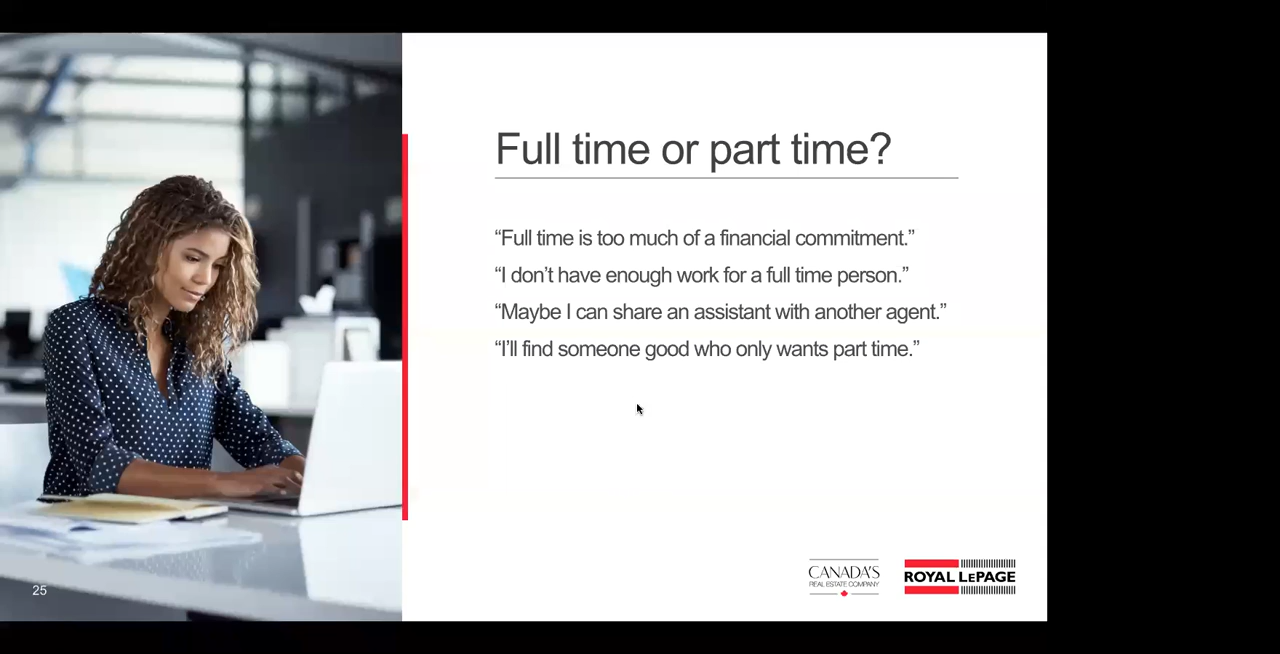 Full time or part time?
“Full time is too much of a financial commitment.”
“I don’t have enough work for a full time person.”
“Maybe I can share an assistant with another agent.”
“I’ll find someone good who only wants part time.”
25
CANADA’S
REAL ESTATE COMPANY
ROYAL LEPAGE